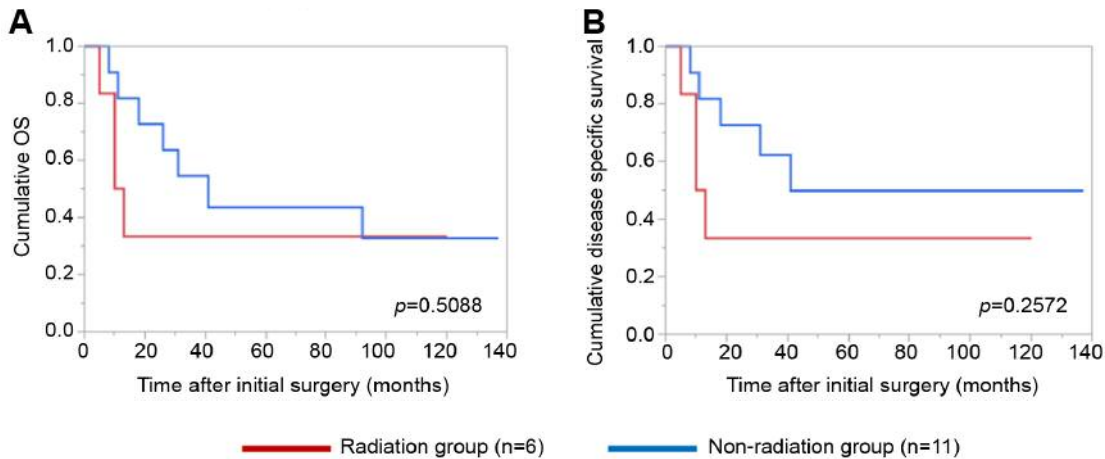 A
B
Cumulative OS
1.0
0.8
0.6
0.4
0.2
0.0
p=0.5088
0 20 40 60 80 100 120 140
Time after initial surgery (months)
Cumulative disease specific survival
1.0
0.8
0.6
0.4
0.2
0.0
p=0.2572
0 20 40 60 80 100 120 140
Time after initial surgery (months)
Radiation group (n=6)
Non-radiation group (n=11)